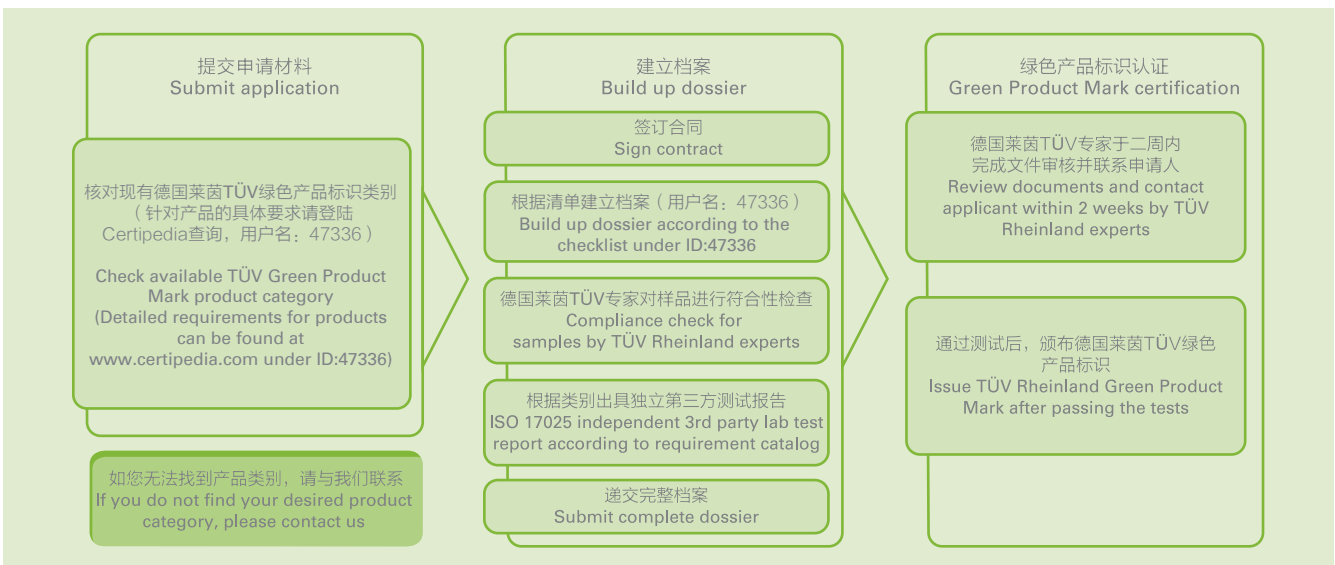 提交申请材料
Submit application
核对现有德国莱茵TÜV绿色产品标识类别
（针对产品的具体要求请登陆
Certipedia查询，用户名：47336）
Check available TÜV Green Product
Mark product category
(Detailed requirements for products
can be found at
www.certipedia.com under ID:47336)
如您无法找到产品类别，请与我们联系
If you do not find your desired product
category, please contact us
建立档案
Build up dossier
签订合同
Sign contract
根据清单建立档案（用户名：47336）
Build up dossier according to the
checklist under ID:47336
德国莱茵TÜV专家对样品进行符合性检查
Compliance check for
samples by TÜV Rheinland experts
根据类别出具独立第三方测试报告
ISO 17025 independent 3rd party lab test
report according to requirement catalog
递交完整档案
Submit complete dossier
绿色产品标识认证
Green Product Mark certification
德国莱茵TÜV专家于二周内
完成文件审核并联系申请人
Review documents and contact
applicant within 2 weeks by TÜV
Rheinland experts
通过测试后，颁布德国莱茵TÜV绿色
产品标识
Issue TÜV Rheinland Green Product
Mark after passing the tests